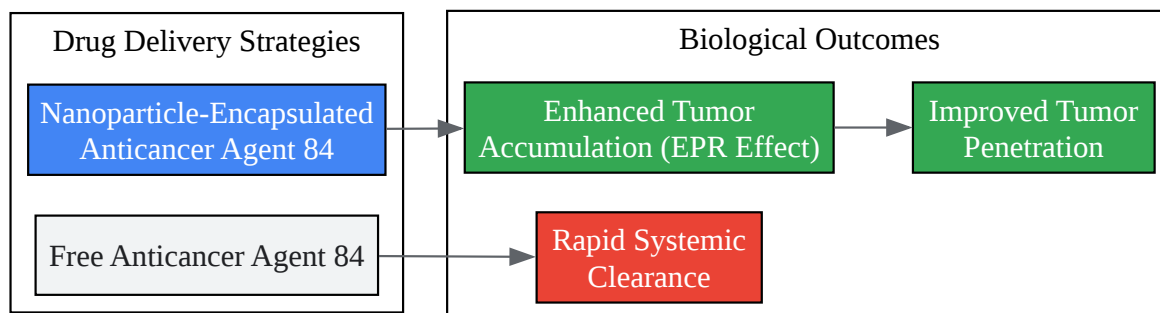 Drug Delivery Strategies
Nanoparticle-Encapsulated
Anticancer Agent 84
Free Anticancer Agent 84
Biological Outcomes
Enhanced Tumor
Accumulation (EPR Effect)
Improved Tumor
Penetration
Rapid Systemic
Clearance